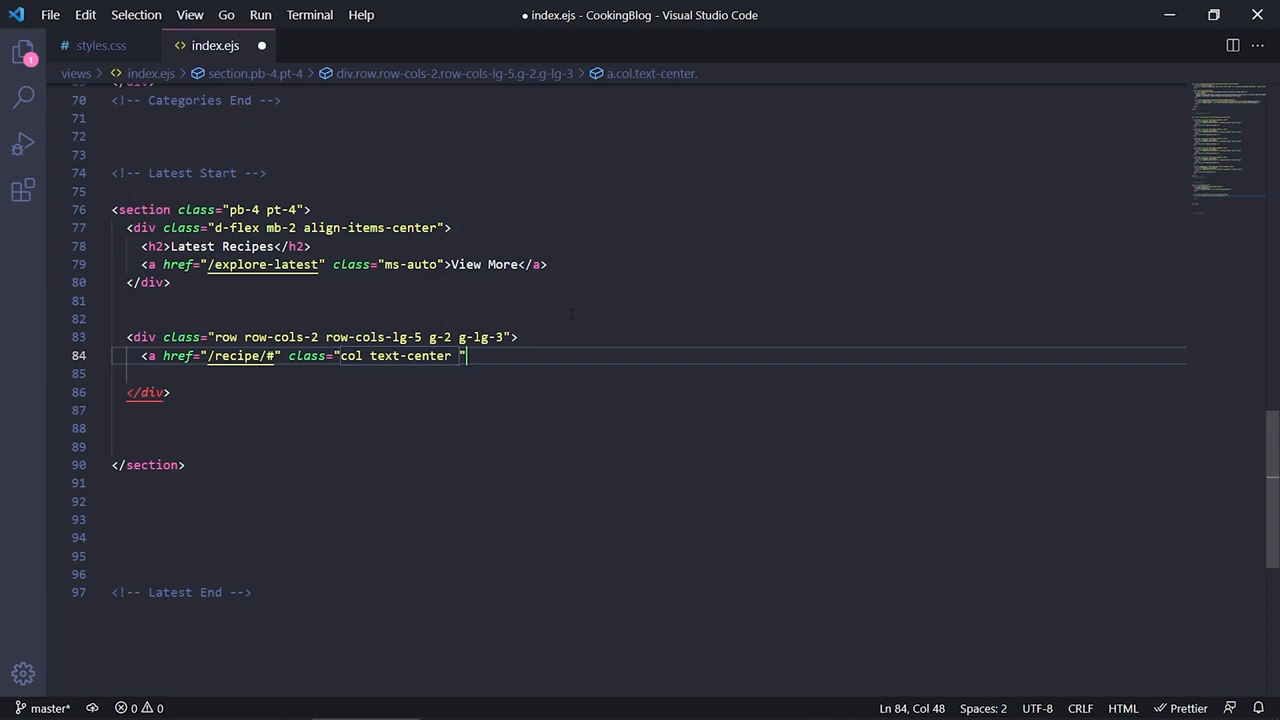 File Edit Selection View Go Run Terminal Help
● index.ejs - CookingBlog - Visual Studio Code
1
# styles.css
<> index.ejs ●
views > <> index.ejs > section.pb-4.pt-4 > div.row.row-cols-2.row-cols-lg-5.g-2.g-lg-3 > a.col.text-center.
70 <!-- Categories End -->
71
72
73
74 <!-- Latest Start -->
75
76 <section class="pb-4 pt-4">
77 <div class="d-flex mb-2 align-items-center">
78 <h2>Latest Recipes</h2>
79 <a href="/explore-latest" class="ms-auto">View More</a>
80 </div>
81
82
83 <div class="row row-cols-2 row-cols-lg-5 g-2 g-lg-3">
84 <a href="/recipe/#" class="col text-center "
85
86 </div>
87
88
89
90 </section>
91
92
93
94
95
96
97 <!-- Latest End -->
master* 0 0 Ln 84, Col 48 Spaces: 2 UTF-8 CRLF HTML Prettier